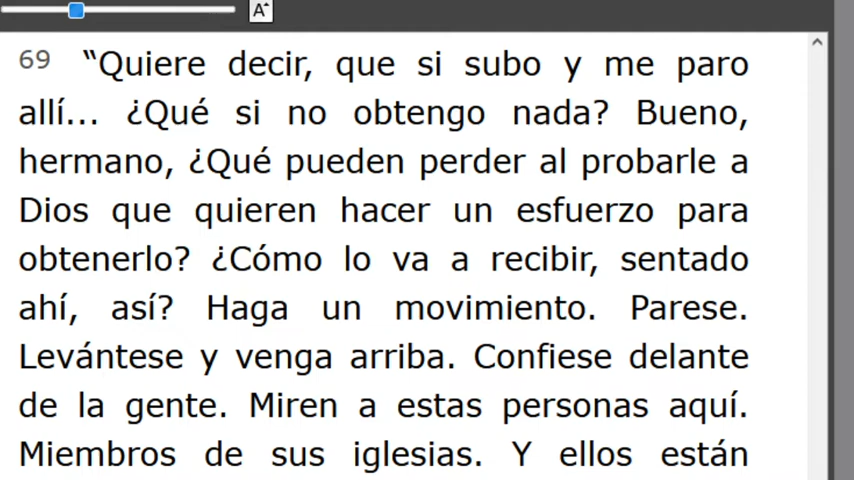 A
69 “Quiere decir, que si subo y me paro
allí... ¿Qué si no obtengo nada? Bueno,
hermano, ¿Qué pueden perder al probarle a
Dios que quieren hacer un esfuerzo para
obtenerlo? ¿Cómo lo va a recibir, sentado
ahí, así? Haga un movimiento. Parese.
Levántese y venga arriba. Confiese delante
de la gente. Miren a estas personas aquí.
Miembros de sus iglesias. Y ellos están